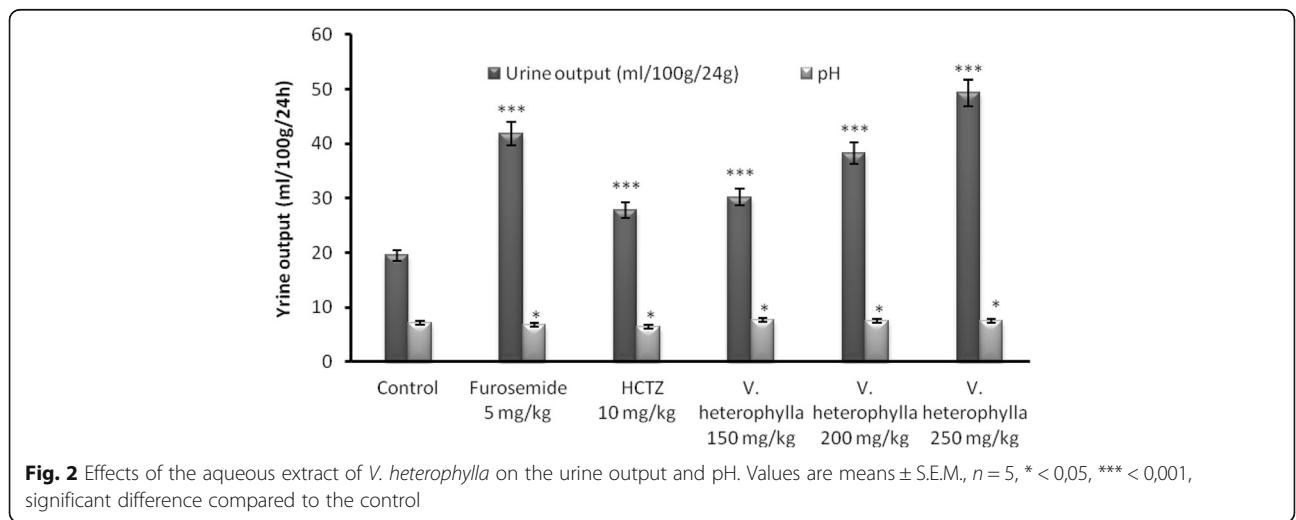 60
50
40
30
20
10
0
Yrine output (ml/100g/24h)
Urine output (ml/100g/24g)
pH
***
***
***
***
***
*
*
*
*
*
Control
Furosemide
5 mg/kg
HCTZ
10 mg/kg
V.
heterophylla
150 mg/kg
V.
heterophylla
200 mg/kg
V.
heterophylla
250 mg/kg
Fig. 2 Effects of the aqueous extract of V. heterophylla on the urine output and pH. Values are means ± S.E.M., n = 5, * < 0,05, *** < 0,001,
significant difference compared to the control